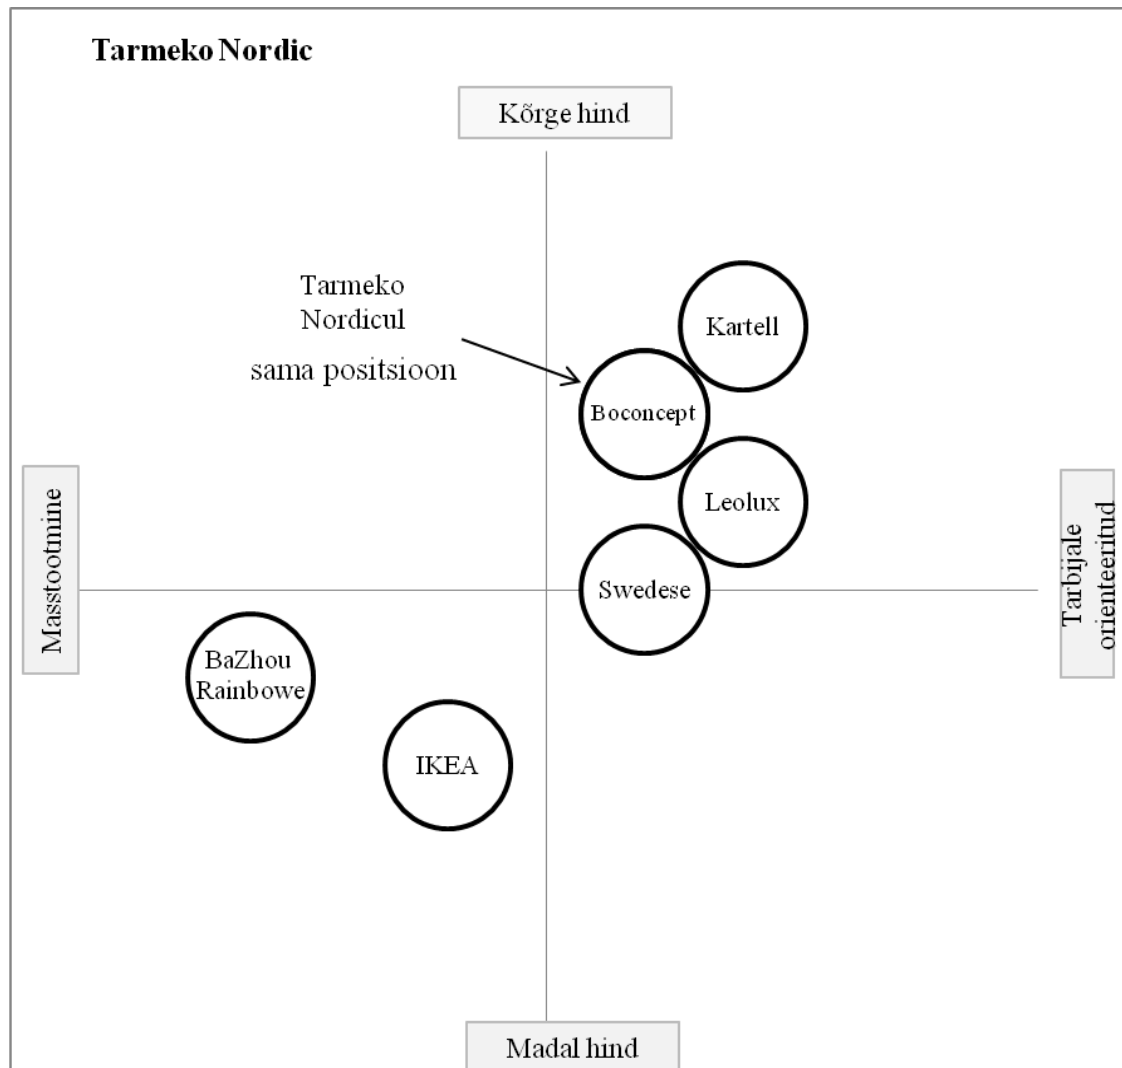 Tarmeko Nordic
Kõrge hind
Tarmeko
Nordicul
sama positsioon
Kartell
Boconcept
Leolux
Swedese
Masstootmine
Tarbijale
orienteeritud
BaZhou
Rainbowe
IKEA
Madal hind